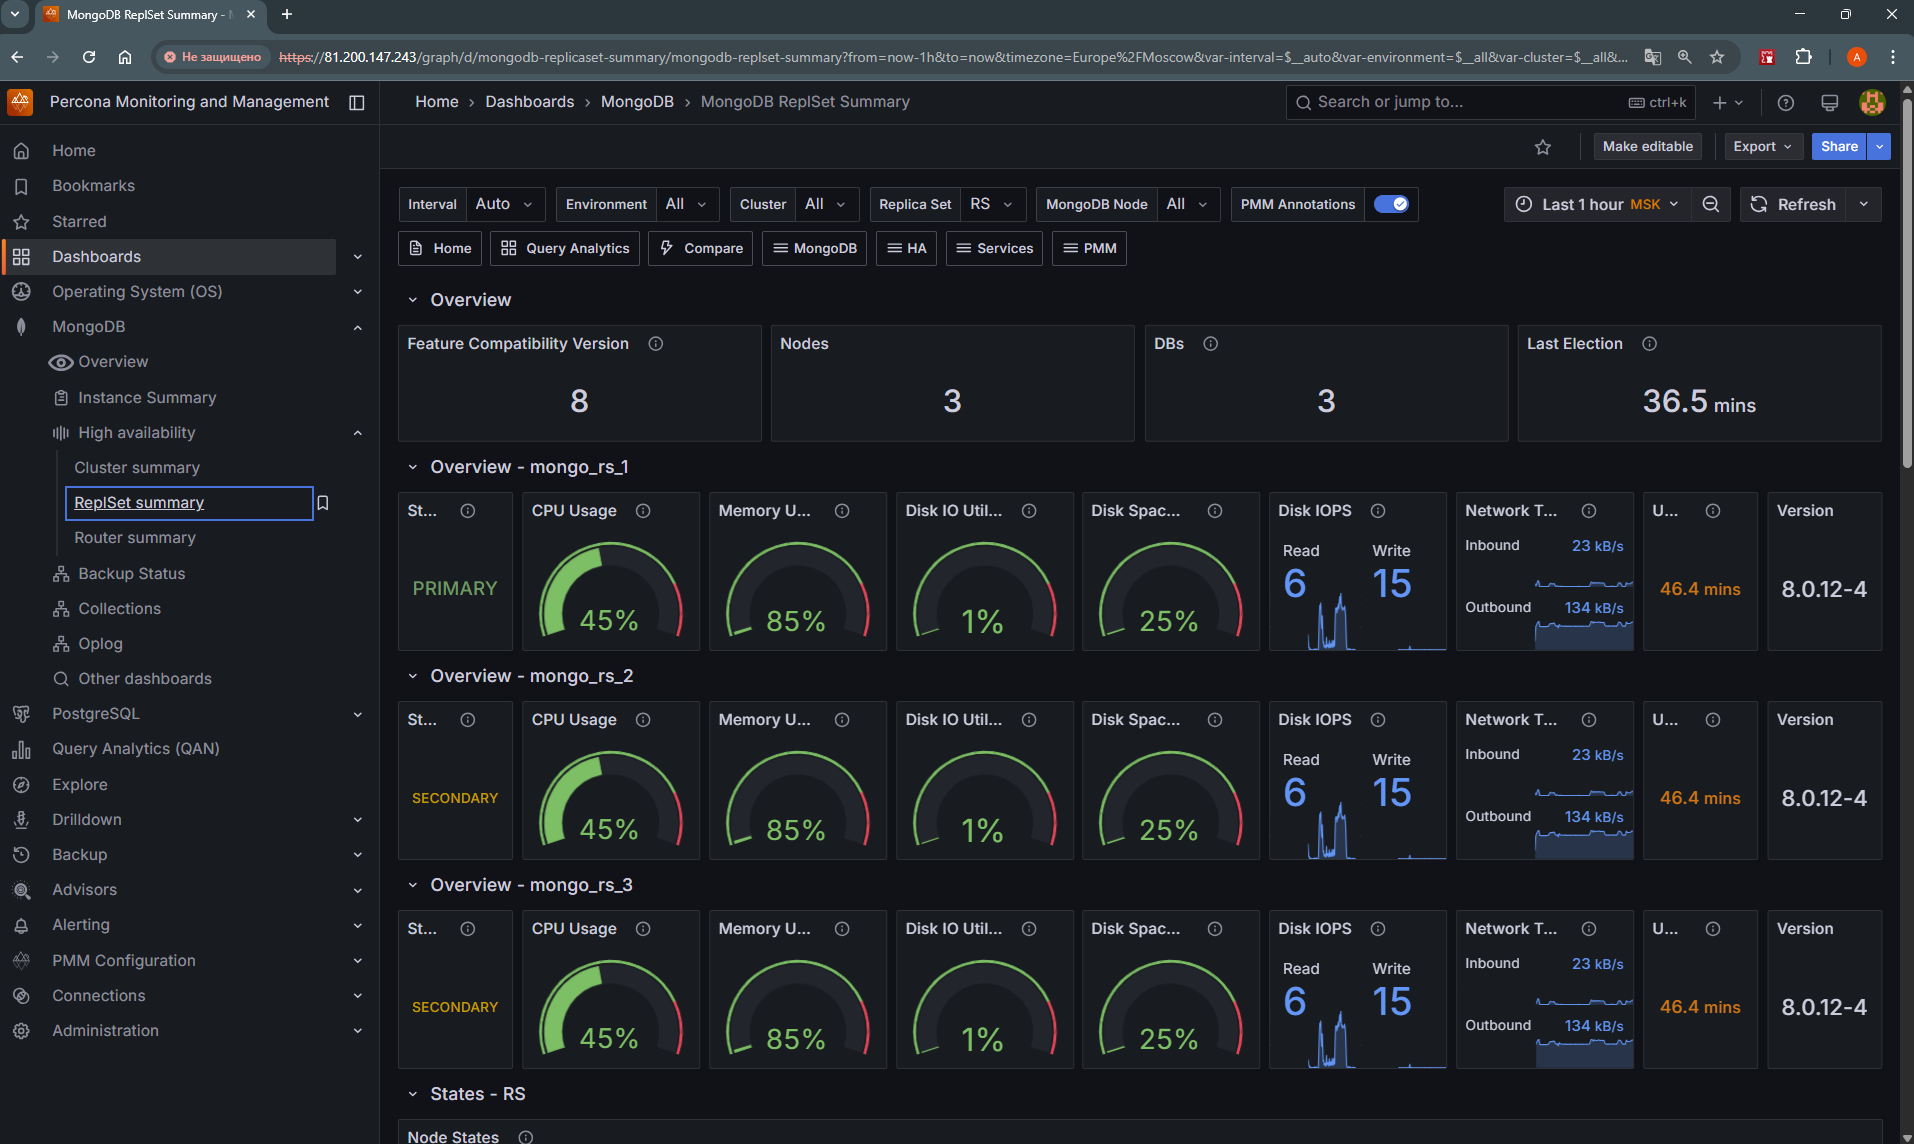 MongoDB ReplSet Summary -
Не защищено
https://81.200.147.243/graph/d/mongodb-replicaset-summary/mongodb-replset-summary?from=now-1h&to=now&timezone=Europe%2FMoscow&var-interval=$__auto&var-environment=$__all&var-cluster=$__all&...
A
Percona Monitoring and Management
Home > Dashboards > MongoDB > MongoDB ReplSet Summary
Search or jump to...
ctrl+k
Make editable
Export
Share
Home
Bookmarks
Starred
Dashboards
Operating System (OS)
MongoDB
Overview
Instance Summary
High availability
Cluster summary
ReplSet summary
Router summary
Backup Status
Collections
Oplog
Other dashboards
PostgreSQL
Query Analytics (QAN)
Explore
Drilldown
Backup
Advisors
Alerting
PMM Configuration
Connections
Administration
Interval Auto
Environment All
Cluster All
Replica Set RS
MongoDB Node All
PMM Annotations
Last 1 hour MSK
Refresh
Home
Query Analytics
Compare
MongoDB
HA
Services
PMM
Overview
Feature Compatibility Version
8
Nodes
3
DBs
3
Last Election
36.5 mins
Overview - mongo_rs_1
St...
PRIMARY
CPU Usage
45%
Memory U...
85%
Disk IO Util...
1%
Disk Spac...
25%
Disk IOPS
Read Write
6 15
Network T...
Inbound 23 kB/s
Outbound 134 kB/s
U...
46.4 mins
Version
8.0.12-4
Overview - mongo_rs_2
St...
SECONDARY
CPU Usage
45%
Memory U...
85%
Disk IO Util...
1%
Disk Spac...
25%
Disk IOPS
Read Write
6 15
Network T...
Inbound 23 kB/s
Outbound 134 kB/s
U...
46.4 mins
Version
8.0.12-4
Overview - mongo_rs_3
St...
SECONDARY
CPU Usage
45%
Memory U...
85%
Disk IO Util...
1%
Disk Spac...
25%
Disk IOPS
Read Write
6 15
Network T...
Inbound 23 kB/s
Outbound 134 kB/s
U...
46.4 mins
Version
8.0.12-4
States - RS
Node States